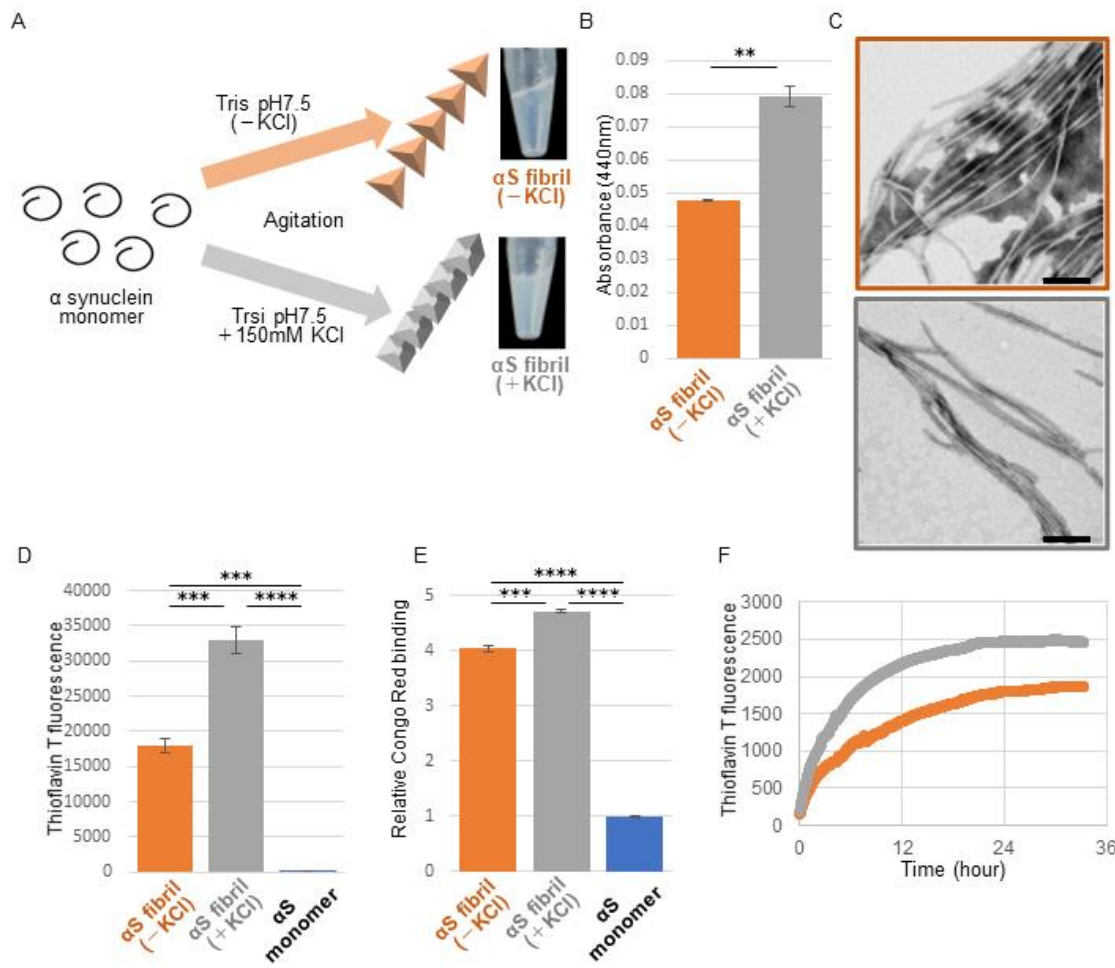 A
Tris pH7.5
(－KCl)
αS fibril
(－KCl)
Agitation
α synuclein
monomer
Trsi pH7.5
+150mM KCl
αS fibril
(+KCl)
B
**
Absorbance (440nm)
0.09
0.08
0.07
0.06
0.05
0.04
0.03
0.02
0.01
0
αS fibril
(－KCl)
αS fibril
(+KCl)
C
D
***
*** ****
Thioflavin T fluorescence
40000
35000
30000
25000
20000
15000
10000
5000
0
αS fibril
(－KCl)
αS fibril
(+KCl)
αS
monomer
E
****
*** ****
Relative Congo Red binding
5
4
3
2
1
0
αS fibril
(－KCl)
αS fibril
(+KCl)
αS
monomer
F
Thioflavin T fluorescence
3000
2500
2000
1500
1000
500
0
0 12 24 36
Time (hour)